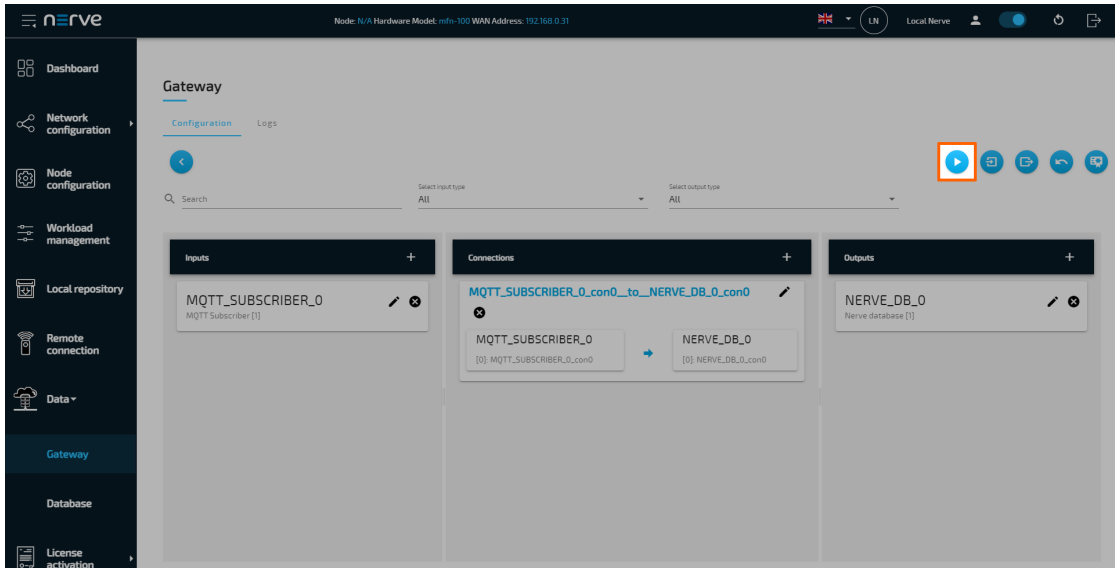 nerve
Node: N/A Hardware Model: mfn-100 WAN Address: 192.168.0.31
LN
Local Nerve
Dashboard
Network
configuration
Node
configuration
Workload
management
Local repository
Remote
connection
Data
Gateway
Database
License
activation
Gateway
Configuration
Logs
Search
Select input type
All
Select output type
All
Inputs
+
MQTT_SUBSCRIBER_0
MQTT Subscriber [1]
Connections
+
MQTT_SUBSCRIBER_0_con0__to__NERVE_DB_0_con0
MQTT_SUBSCRIBER_0
[0]: MQTT_SUBSCRIBER_0_con0
NERVE_DB_0
[0]: NERVE_DB_0_con0
Outputs
+
NERVE_DB_0
Nerve database [1]